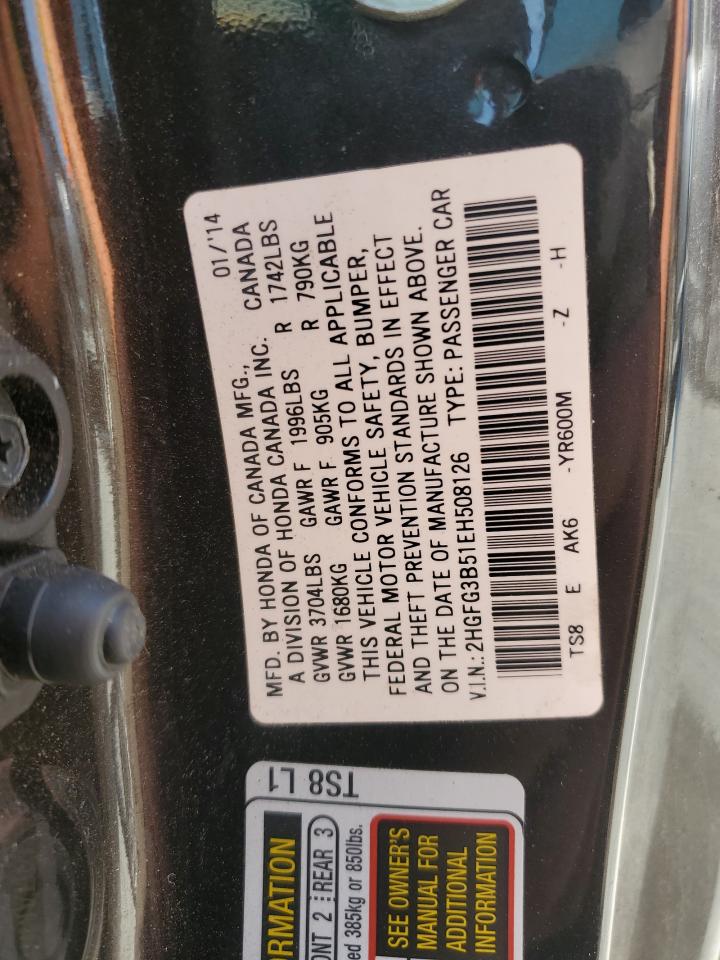 MFD. BY HONDA OF CANADA MFG., 01/'14
A DIVISION OF HONDA CANADA INC. CANADA
GVWR 3704LBS GAWR F 1996LBS R 1742LBS
GVWR 1680KG GAWR F 905KG R 790KG
THIS VEHICLE CONFORMS TO ALL APPLICABLE
FEDERAL MOTOR VEHICLE SAFETY, BUMPER,
AND THEFT PREVENTION STANDARDS IN EFFECT
ON THE DATE OF MANUFACTURE SHOWN ABOVE.
V.I.N.: 2HGFG3B51EH508126 TYPE: PASSENGER CAR
TS8 E AK6 -YR600M -Z -H
TS8 L1
RMATION
ONT 2 REAR 3
ed 385kg or 850lbs.
SEE OWNER'S
MANUAL FOR
ADDITIONAL
INFORMATION